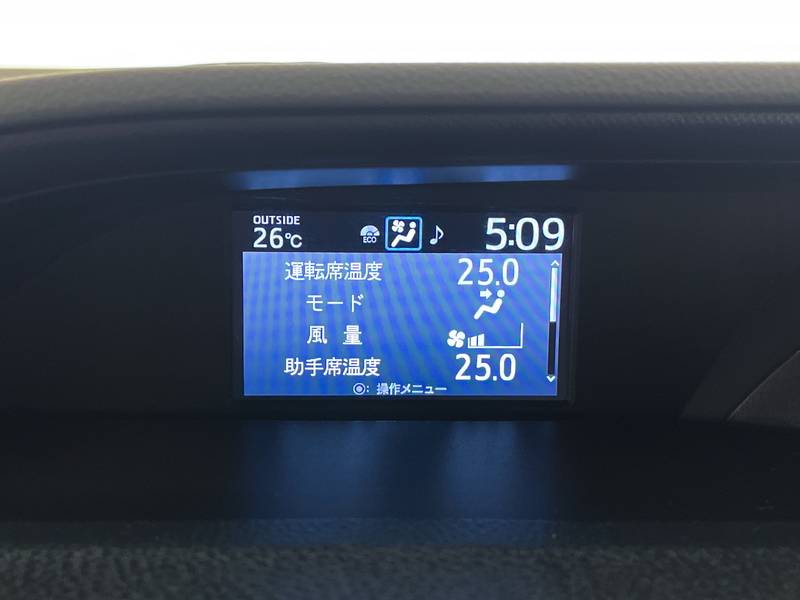 OUTSIDE
26℃ ECO 5:09
運転席温度 25.0
モード
風量
助手席温度 25.0
◎: 操作メニュー